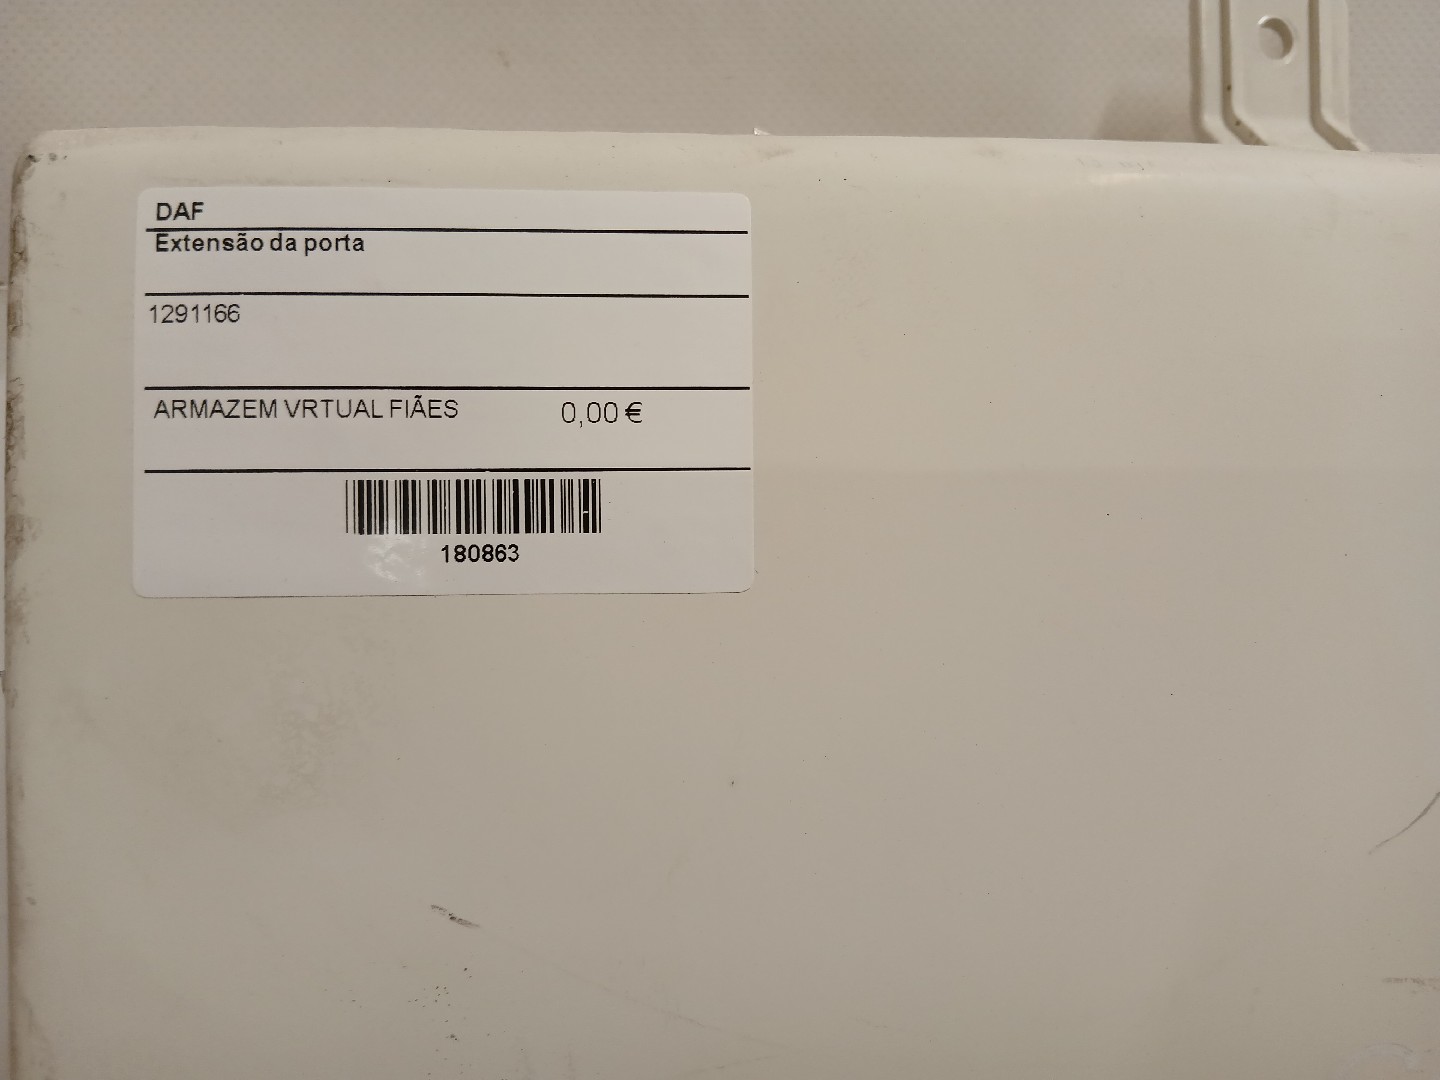 DAF
Extensão da porta
1291166
ARMAZEM VRTUAL FIÃES 0,00 €
180863